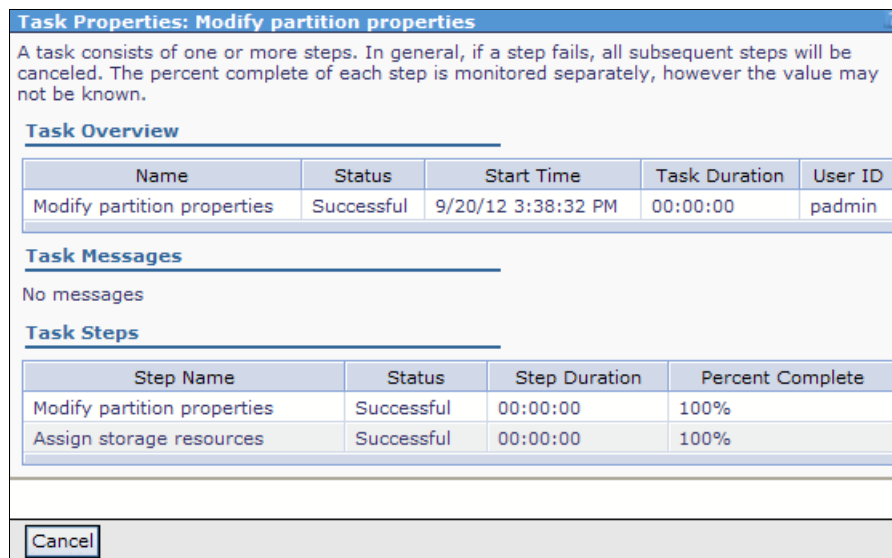 Task Properties: Modify partition properties
A task consists of one or more steps. In general, if a step fails, all subsequent steps will be
canceled. The percent complete of each step is monitored separately, however the value may
not be known.
Task Overview
Name Status Start Time Task Duration User ID
Modify partition properties Successful 9/20/12 3:38:32 PM 00:00:00 padmin
Task Messages
No messages
Task Steps
Step Name Status Step Duration Percent Complete
Modify partition properties Successful 00:00:00 100%
Assign storage resources Successful 00:00:00 100%
Cancel